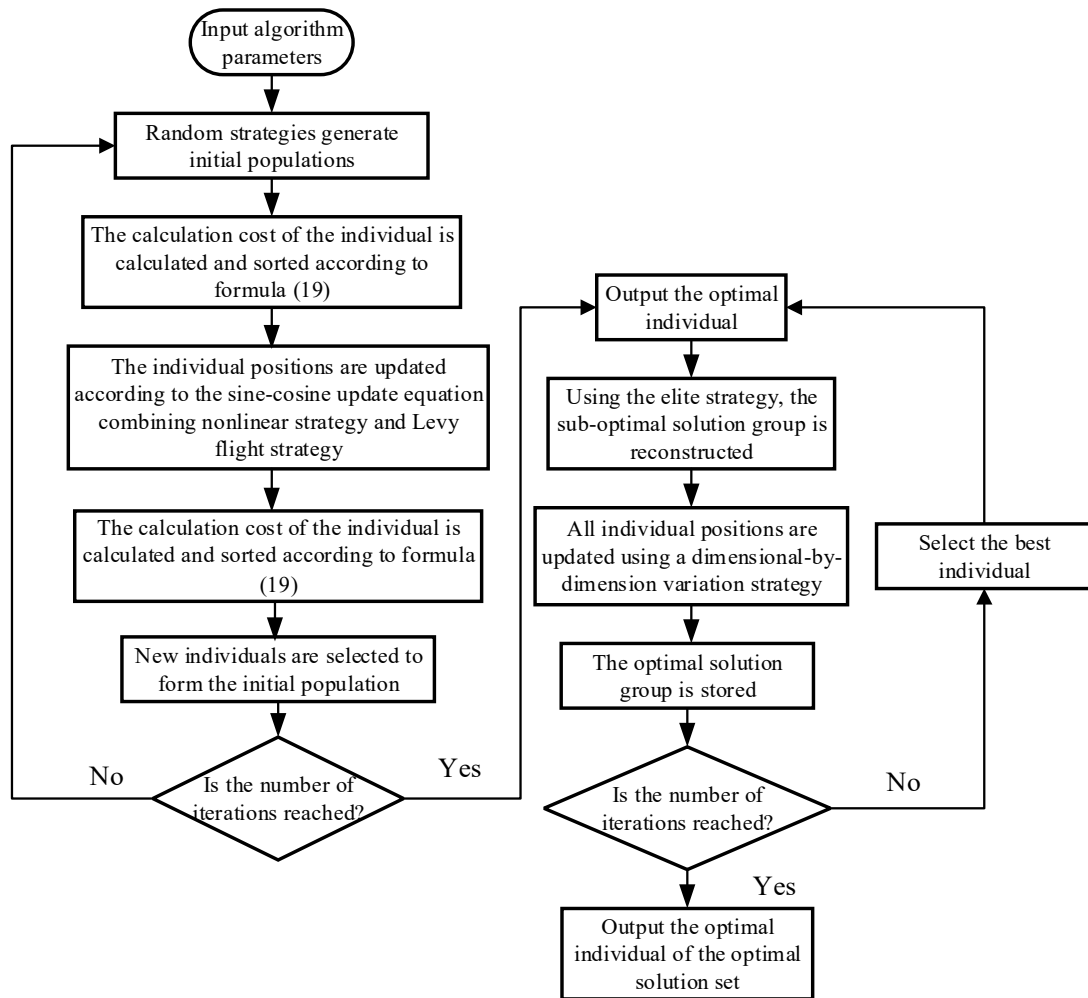 Input algorithm
parameters
Random strategies generate
initial populations
The calculation cost of the individual is
calculated and sorted according to
formula (19)
The individual positions are updated
according to the sine-cosine update equation
combining nonlinear strategy and Levy
flight strategy
The calculation cost of the individual is
calculated and sorted according to formula
(19)
New individuals are selected to
form the initial population
No
Is the number of
iterations reached?
Yes
Output the optimal
individual
Using the elite strategy, the
sub-optimal solution group is
reconstructed
All individual positions are
updated using a dimensional-by-
dimension variation strategy
Select the best
individual
The optimal solution
group is stored
No
Is the number of
iterations reached?
Yes
Output the optimal
individual of the optimal
solution set